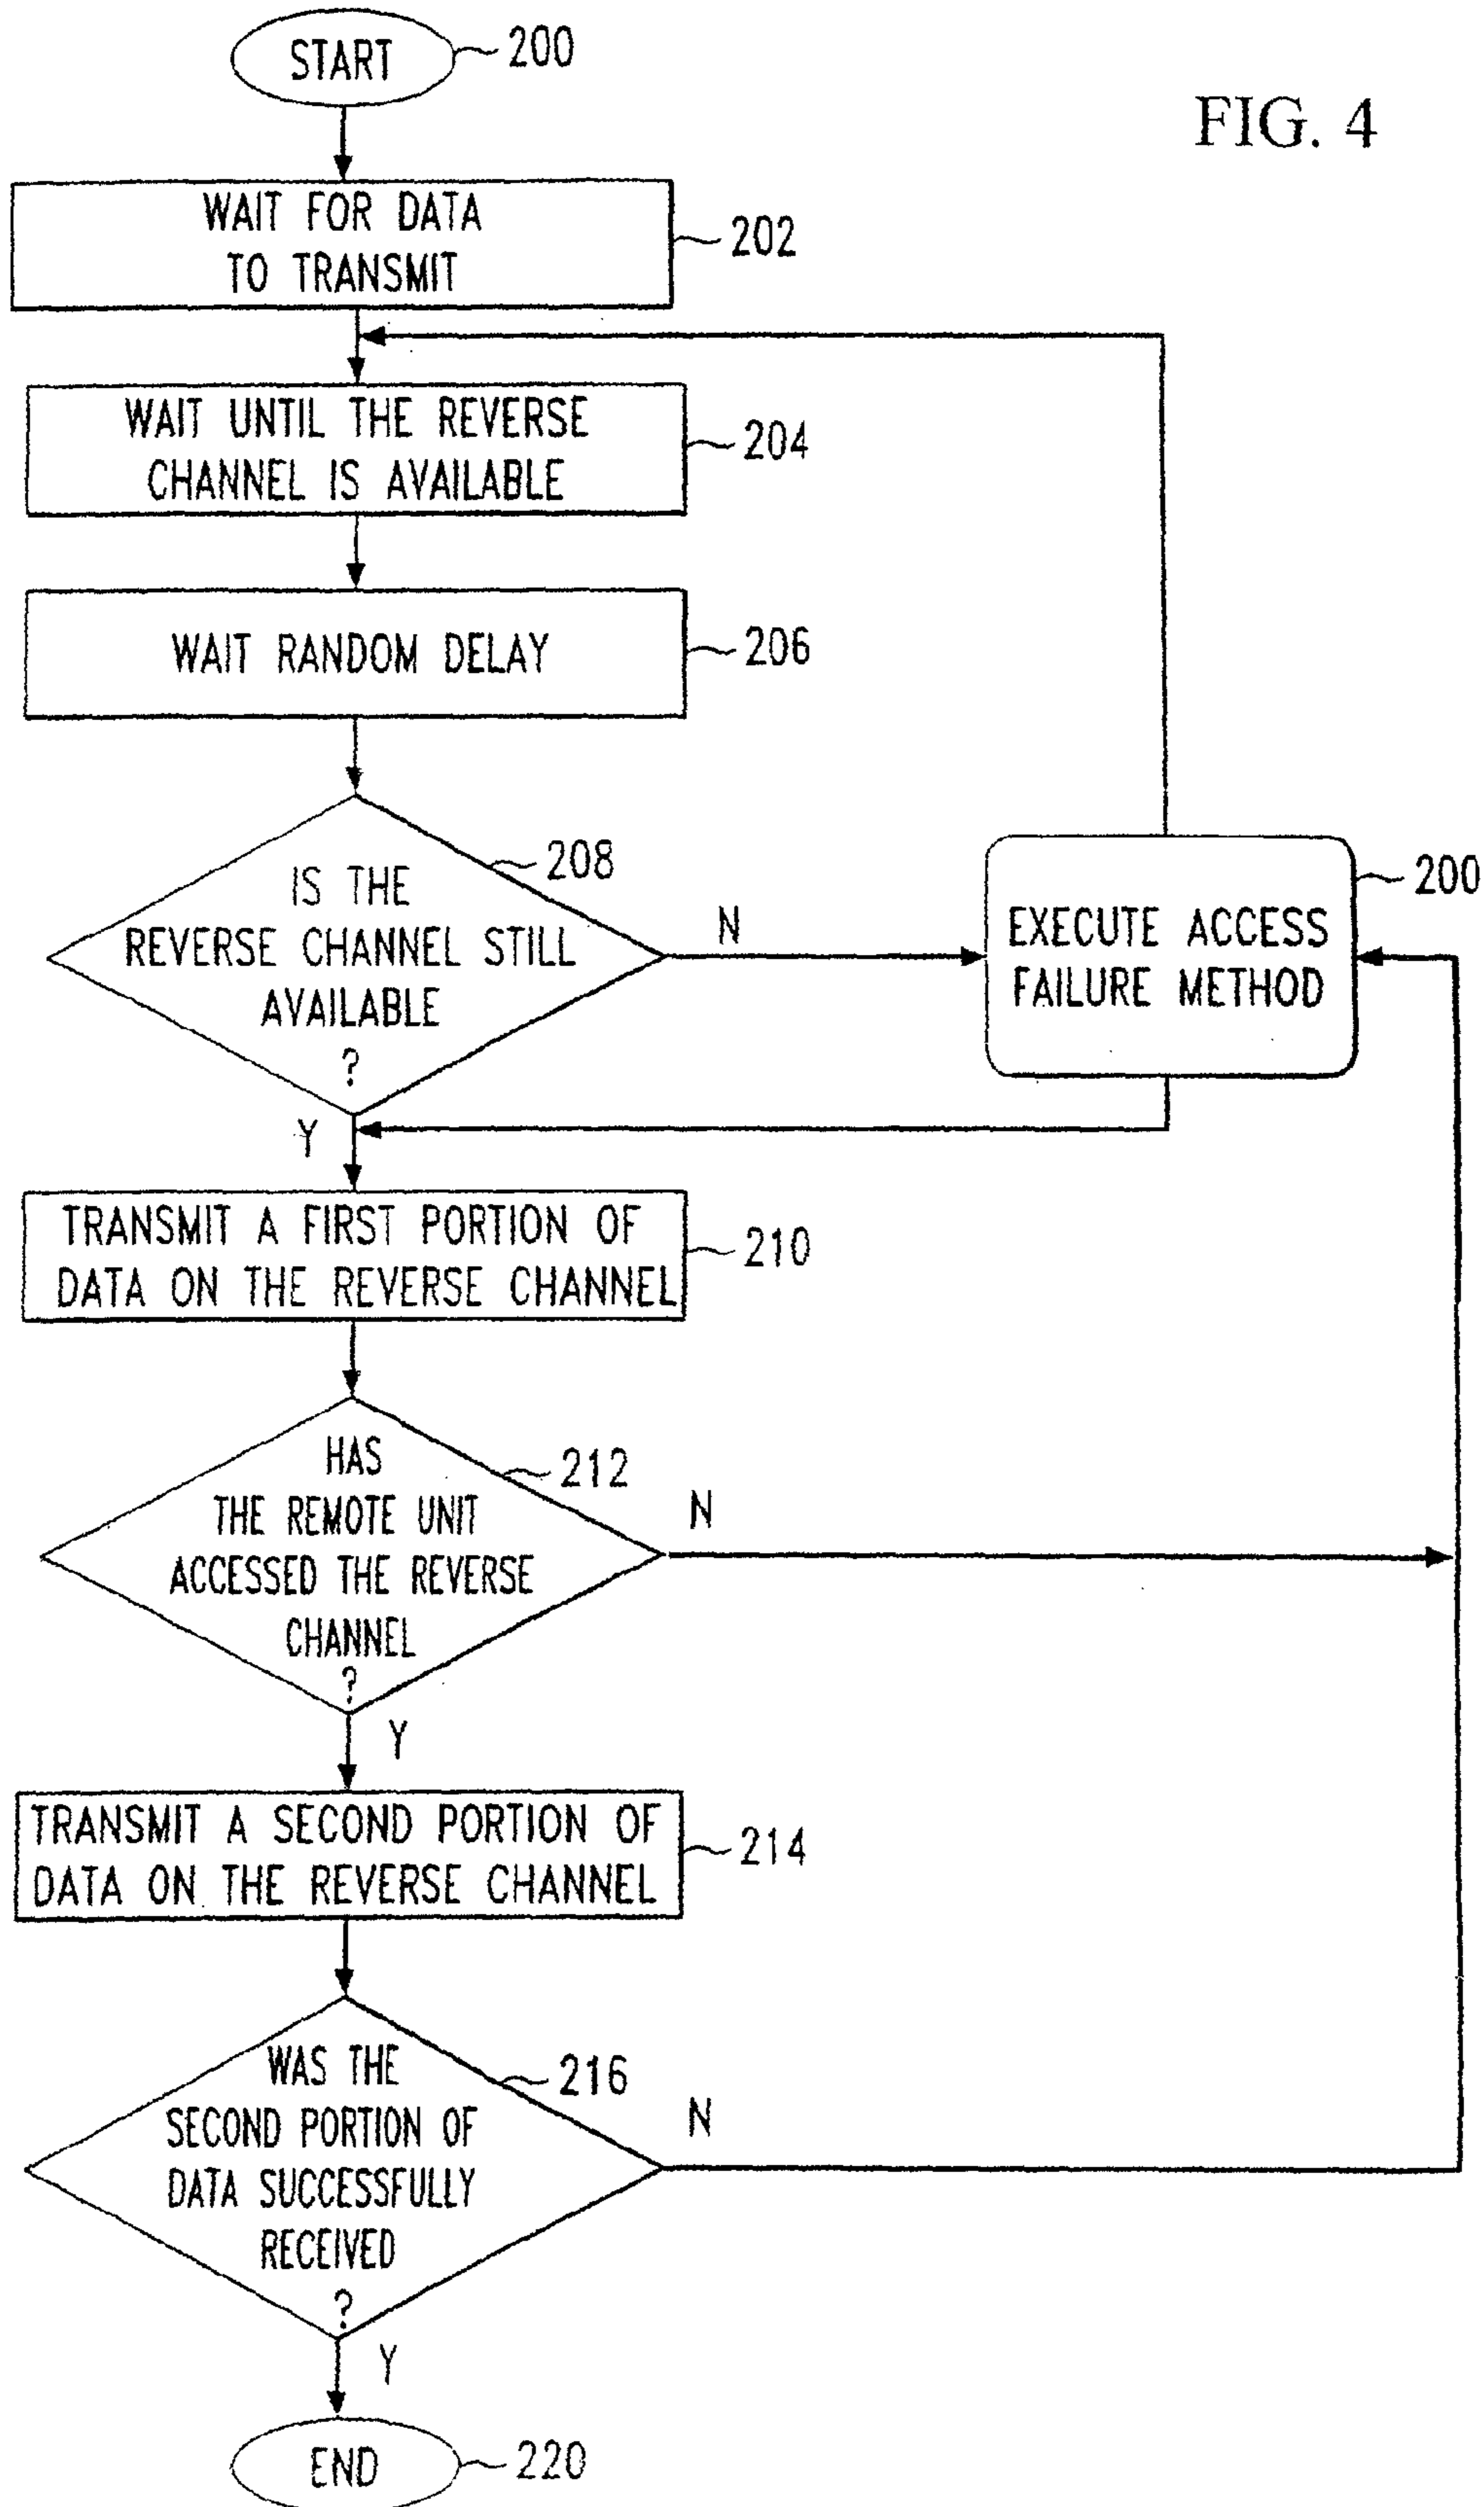 START
200
FIG. 4
WAIT FOR DATA
TO TRANSMIT
202
WAIT UNTIL THE REVERSE
CHANNEL IS AVAILABLE
204
WAIT RANDOM DELAY
206
IS THE
REVERSE CHANNEL STILL
AVAILABLE
?
208
N
Y
EXECUTE ACCESS
FAILURE METHOD
200
TRANSMIT A FIRST PORTION OF
DATA ON THE REVERSE CHANNEL
210
HAS
THE REMOTE UNIT
ACCESSED THE REVERSE
CHANNEL
?
212
N
Y
TRANSMIT A SECOND PORTION OF
DATA ON THE REVERSE CHANNEL
214
WAS THE
SECOND PORTION OF
DATA SUCCESSFULLY
RECEIVED
?
216
N
Y
END
220